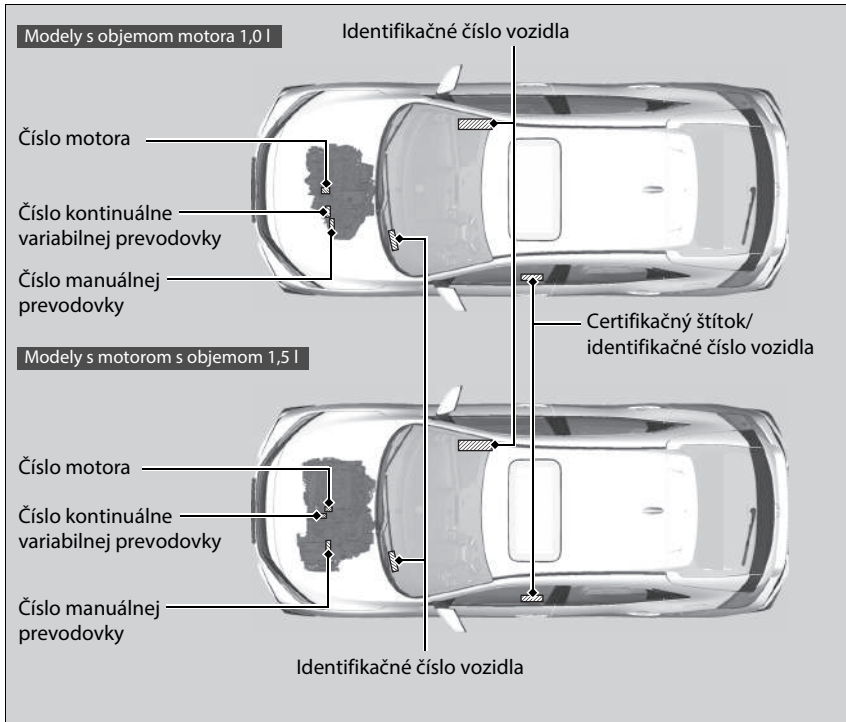 Modely s objemom motora 1,0 l
Identifikačné číslo vozidla
Číslo motora
Číslo kontinuálne
variabilnej prevodovky
Číslo manuálnej
prevodovky
Certifikačný štítok/
identifikačné číslo vozidla
Modely s motorom s objemom 1,5 l
Číslo motora
Číslo kontinuálne
variabilnej prevodovky
Číslo manuálnej
prevodovky
Identifikačné číslo vozidla